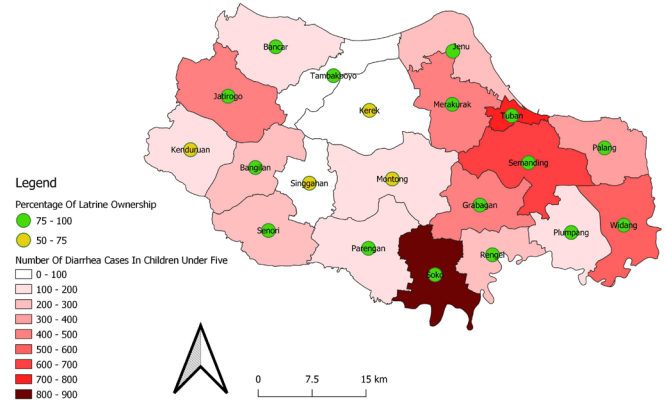 Bancar
Jenu
Tambakboyo
Jatirogo
Kerek
Merakurak
Tuban
Kenduruan
Palang
Semanding
Bangilan
Singgahan
Montong
Grabagan
Senori
Widang
Plumpang
Parengan
Rengel
Soko
Legend
Percentage Of Latrine Ownership
75 - 100
50 - 75
Number Of Diarrhea Cases In Children Under Five
0 - 100
100 - 200
200 - 300
300 - 400
400 - 500
500 - 600
600 - 700
700 - 800
800 - 900
0 7.5 15 km